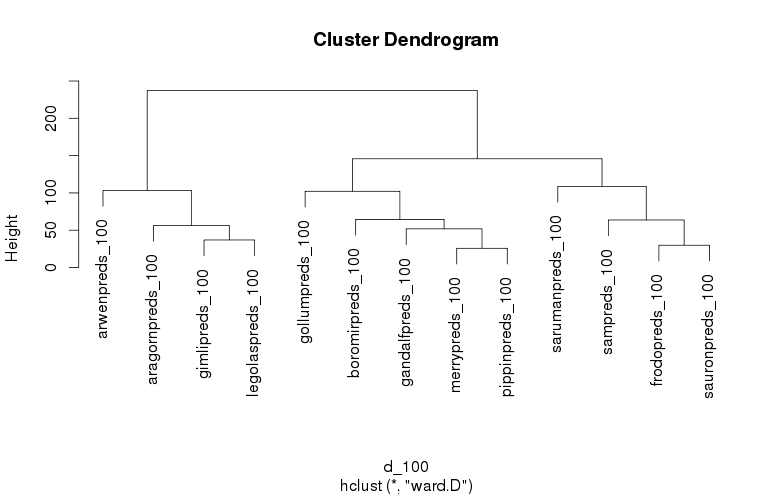 Cluster Dendrogram
Height
200
100
50
0
arwenpreds_100
aragornpreds_100
gimlipreds_100
legolaspreds_100
gollumpreds_100
boromirpreds_100
gandalfpreds_100
merrypreds_100
pippinpreds_100
sarumanpreds_100
sampreds_100
frodopreds_100
sauronpreds_100
d_100
hclust (*, "ward.D")